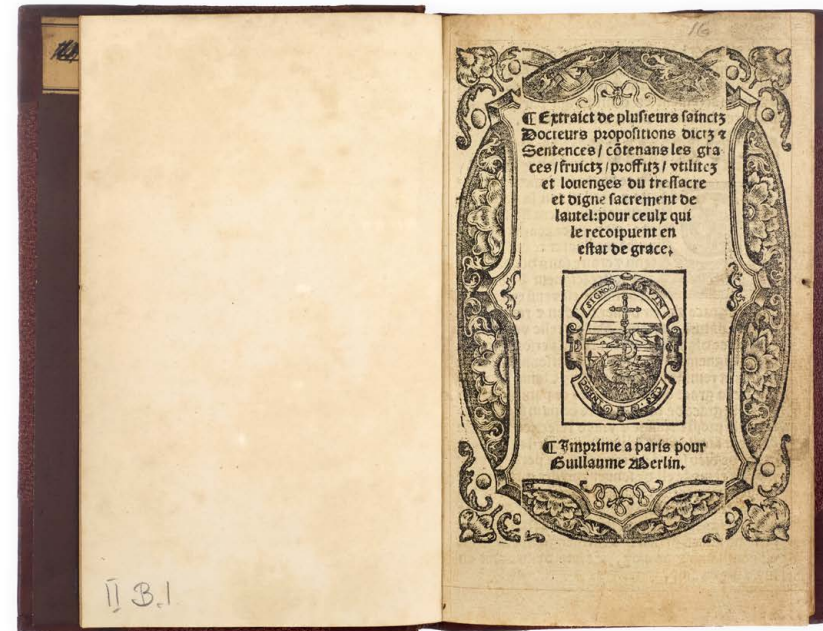 II B.1
16
⁋ Extraict de plusieurs sainctz
Docteurs propositions dictz ⁊
Sentences / cõtenans les gra
ces / fruictz / proffitz / vtilitez
et louenges du tressacre
et digne sacrement de
lautel: pour ceulx qui
le recoipuent en
estat de grace.
⁋ Imprime a paris pour
Guillaume Merlin.